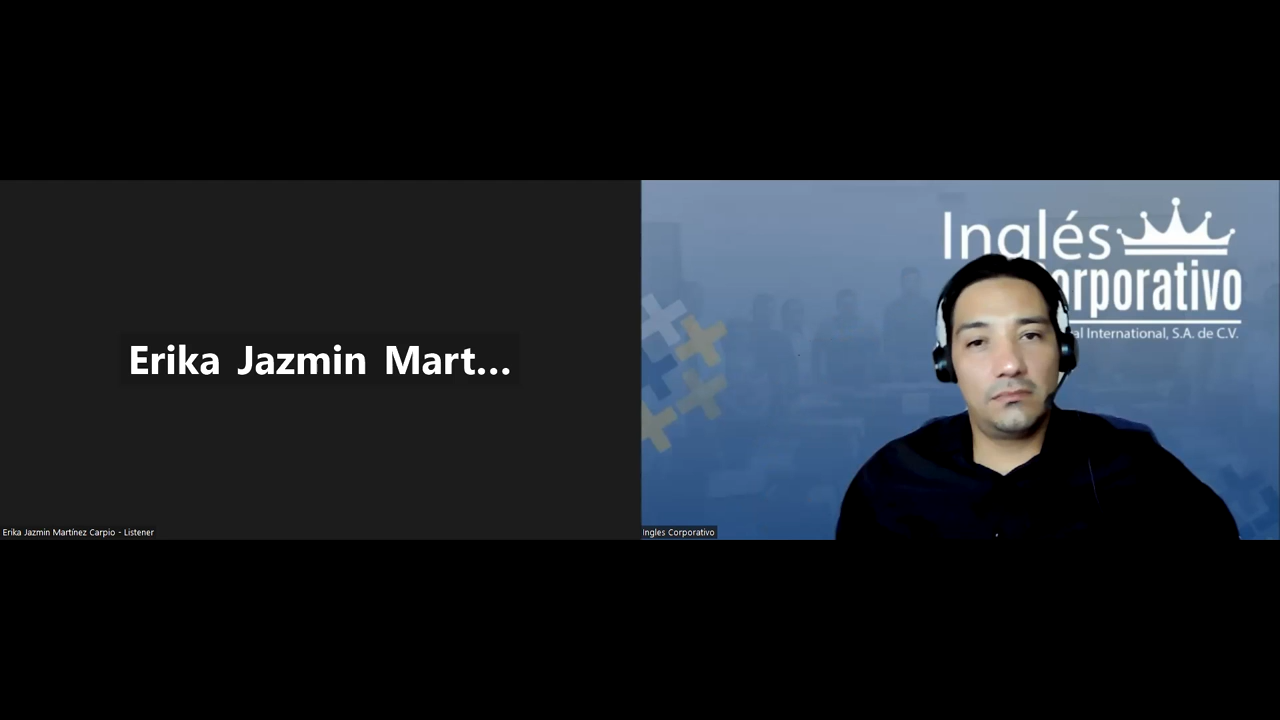 Erika Jazmin Mart...
Erika Jazmin Martínez Carpio - Listener
Inglés
orporativo
al International, S.A. de C.V.
Ingles Corporativo